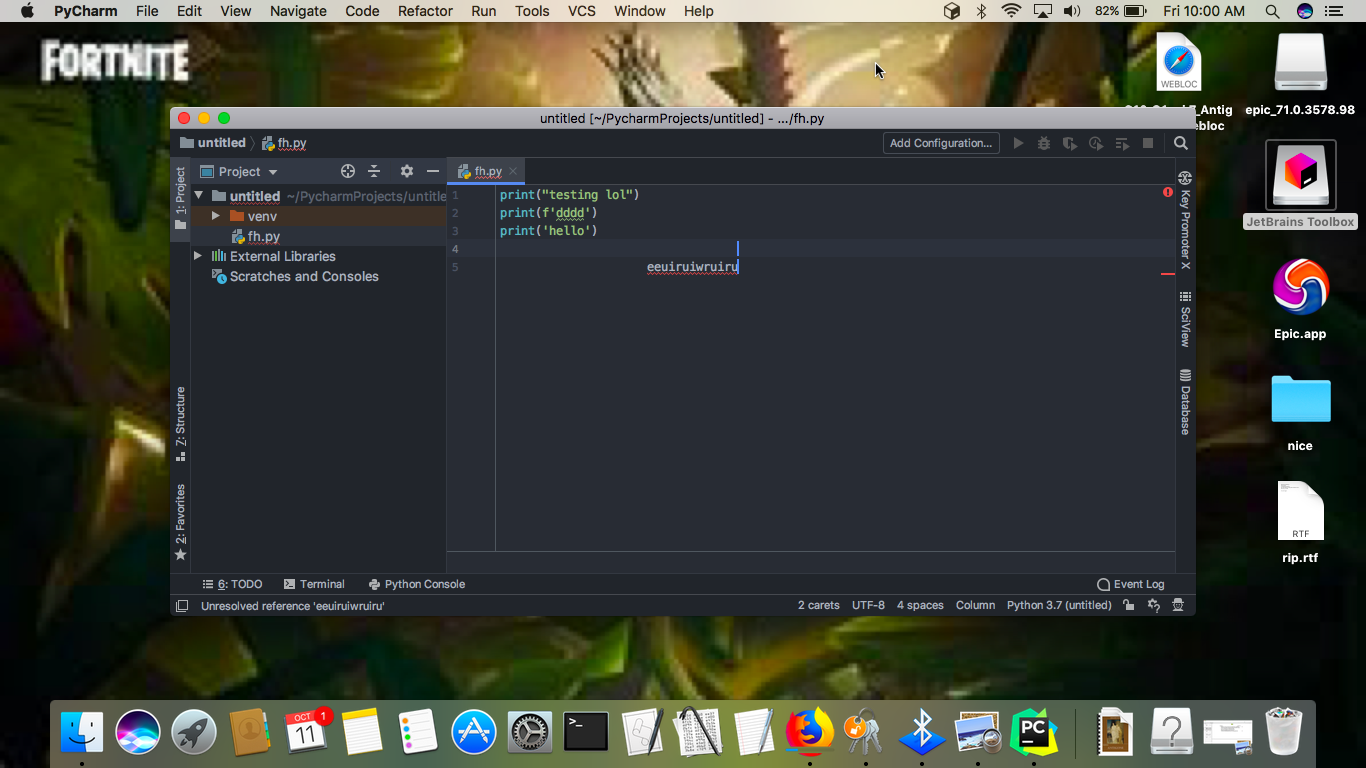 PyCharm File Edit View Navigate Code Refactor Run Tools VCS Window Help 82% Fri 10:00 AM
FORTNITE
WEBLOC
epic_71.0.3578.98
untitled [~/PycharmProjects/untitled] - .../fh.py
untitled fh.py Add Configuration...
1: Project
Project
fh.py
untitled ~/PycharmProjects/untitle
venv
fh.py
External Libraries
Scratches and Consoles
1 print("testing lol")
2 print(f'dddd')
3 print('hello')
4
5 eeuiruiwruiru
Key Promoter X
SciView
Database
7: Structure
2: Favorites
JetBrains Toolbox
Epic.app
nice
RTF
rip.rtf
6: TODO Terminal Python Console Event Log
Unresolved reference 'eeuiruiwruiru' 2 carets UTF-8 4 spaces Column Python 3.7 (untitled)
OCT
1
11
>_
PC
?